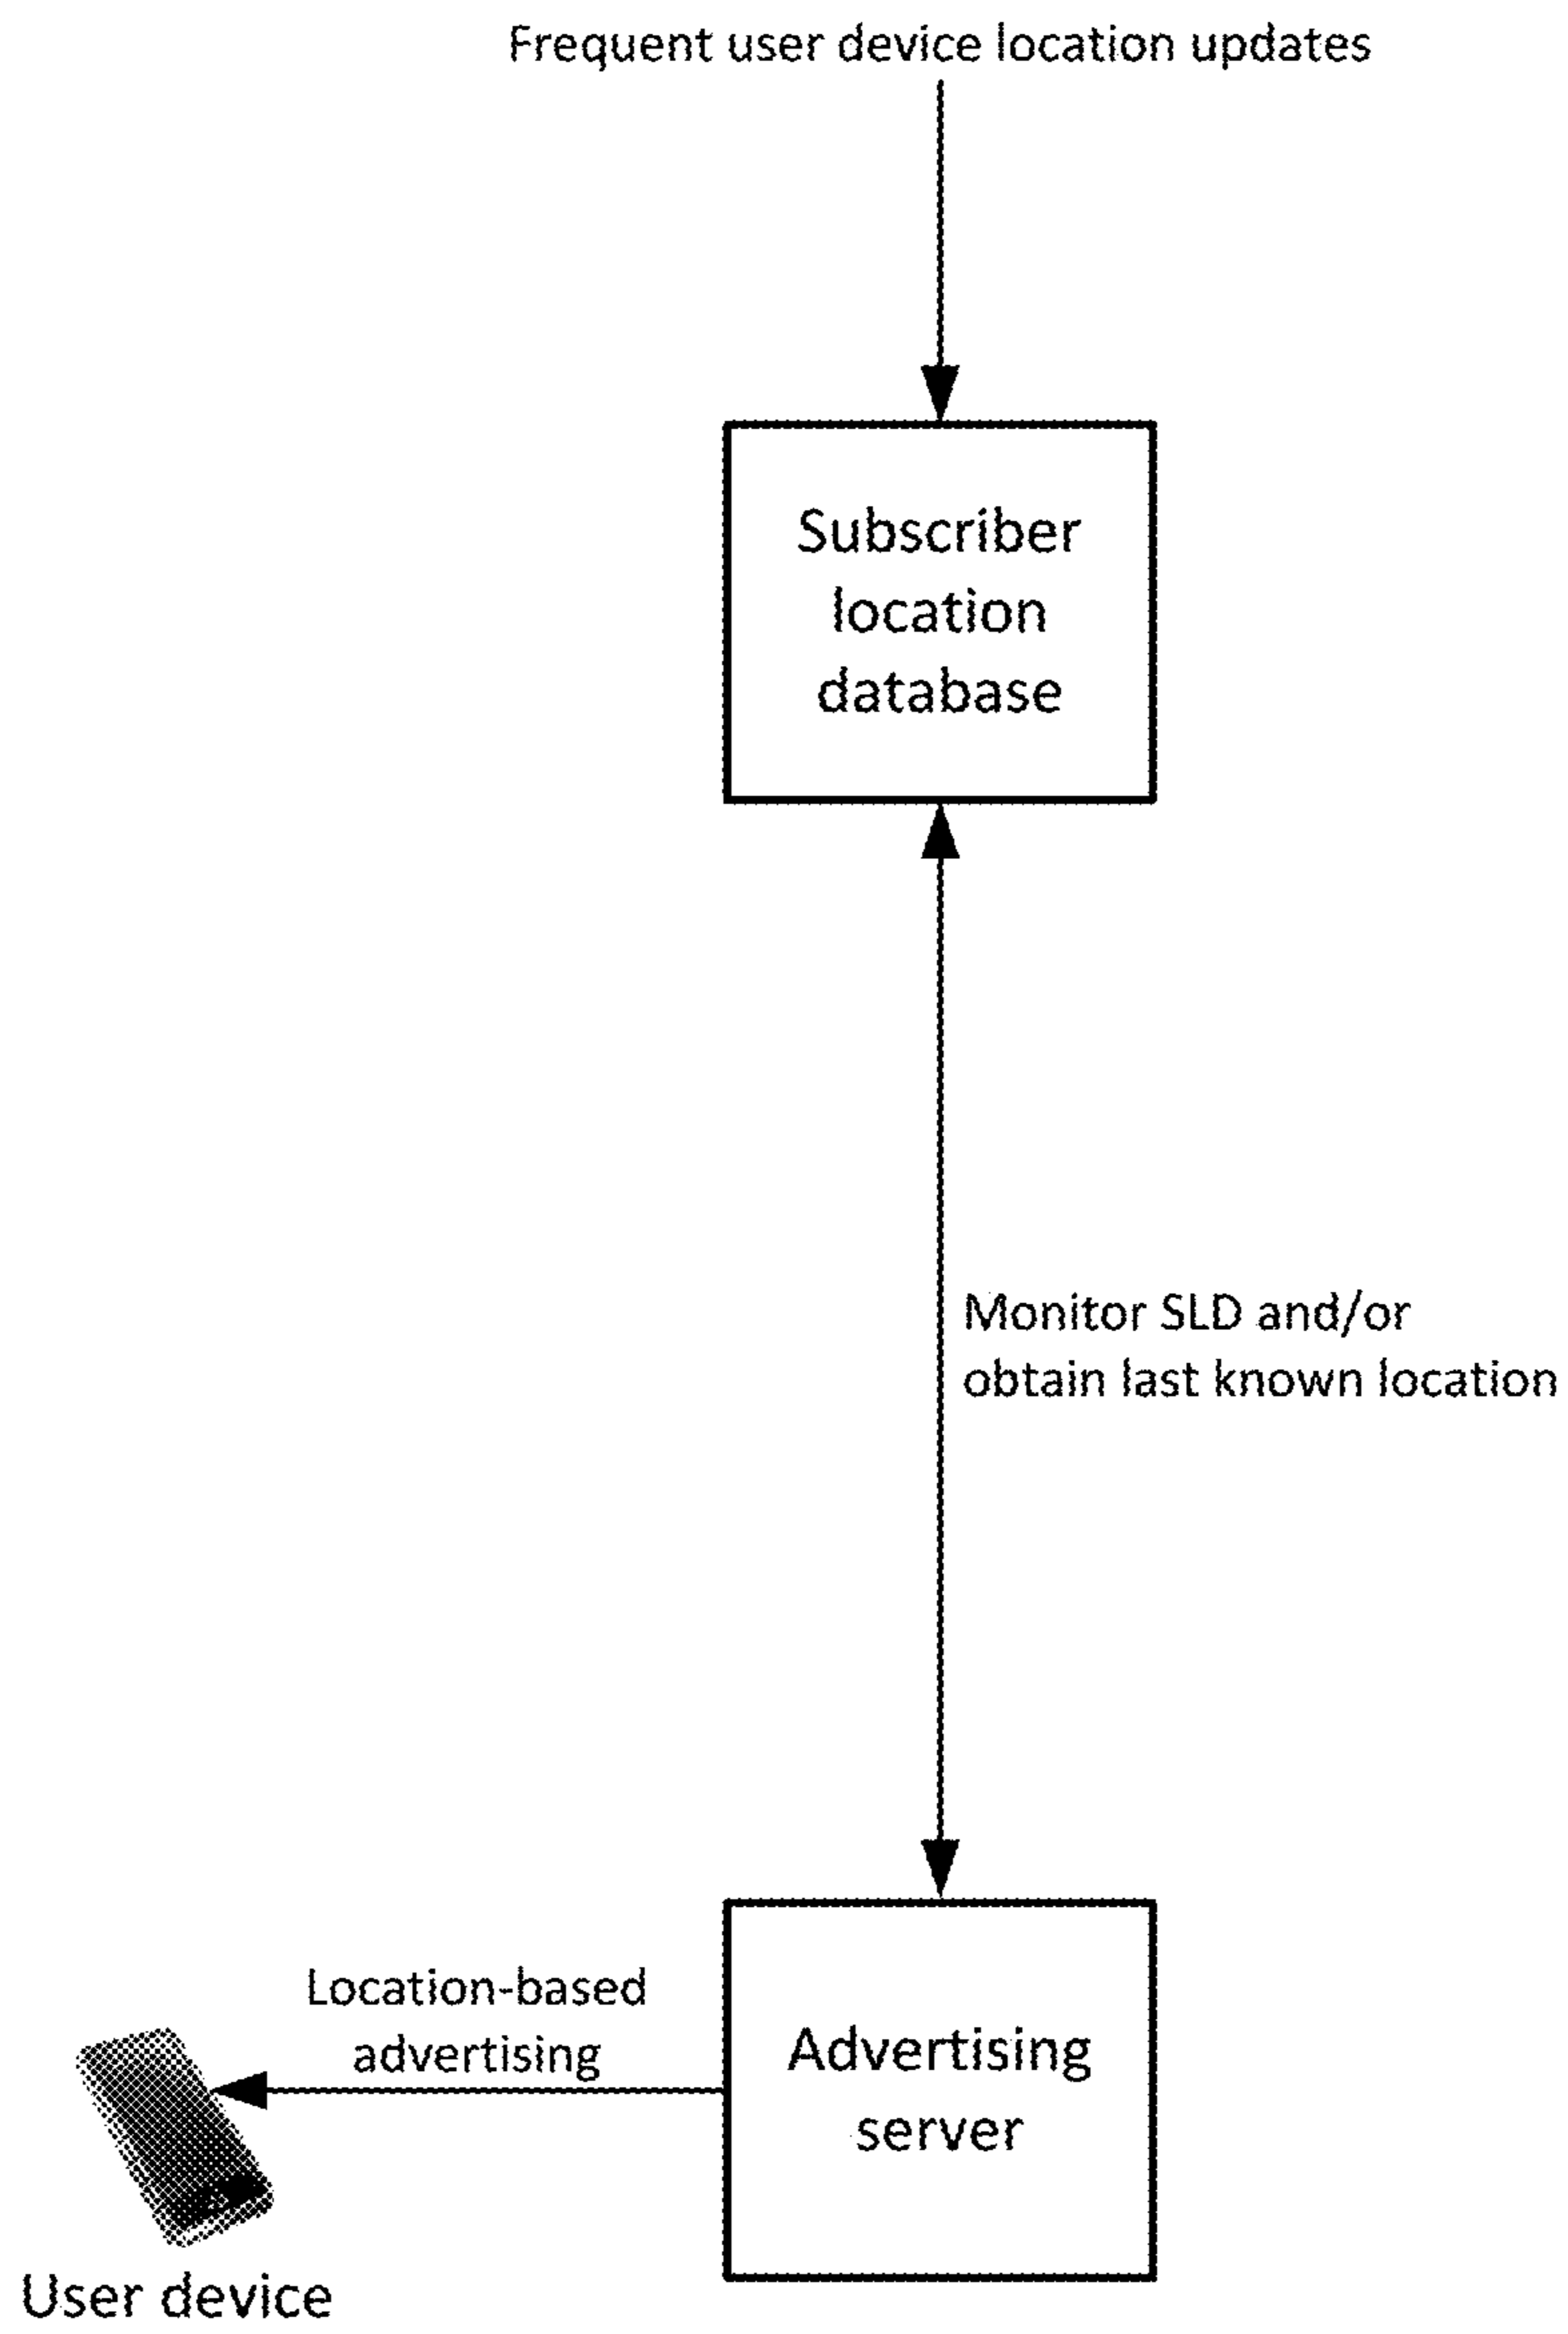 Frequent user device location updates
Subscriber
location
database
Monitor SLD and/or
obtain last known location
Location-based
advertising
Advertising
server
User device